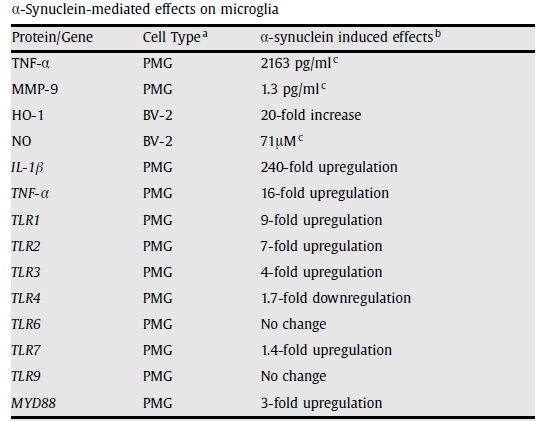 α-Synuclein-mediated effects on microglia
Protein/Gene Cell Type a α-synuclein induced effects b
TNF-α PMG 2163 pg/ml c
MMP-9 PMG 1.3 pg/ml c
HO-1 BV-2 20-fold increase
NO BV-2 71μM c
IL-1β PMG 240-fold upregulation
TNF-α PMG 16-fold upregulation
TLR1 PMG 9-fold upregulation
TLR2 PMG 7-fold upregulation
TLR3 PMG 4-fold upregulation
TLR4 PMG 1.7-fold downregulation
TLR6 PMG No change
TLR7 PMG 1.4-fold upregulation
TLR9 PMG No change
MYD88 PMG 3-fold upregulation